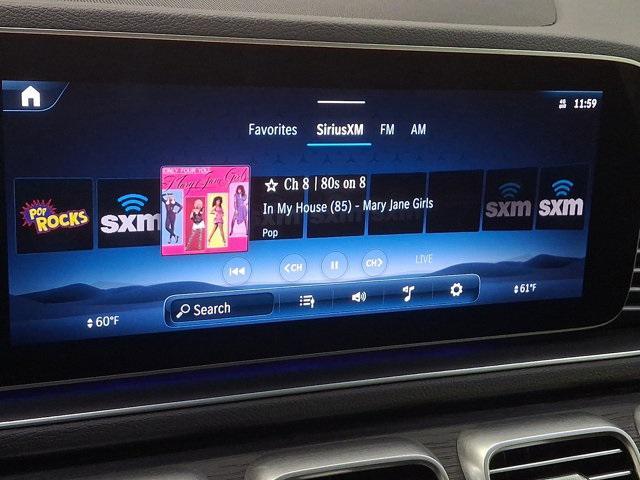 11:59
Favorites SiriusXM FM AM
ONLY FOUR YOU
Mary Jane Girls
POP ROCKS
sxm
Ch 8 | 80s on 8
In My House (85) - Mary Jane Girls
Pop
sxm
sxm
<CH
CH>
LIVE
Search
60°F
61°F